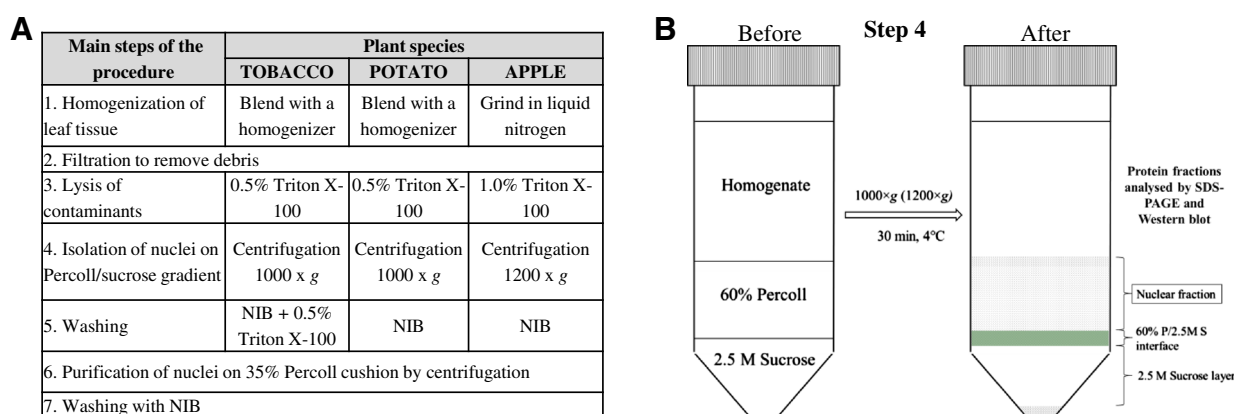 A
Main steps of the procedure
Plant species
TOBACCO
POTATO
APPLE
1. Homogenization of
leaf tissue
Blend with a
homogenizer
Blend with a
homogenizer
Grind in liquid
nitrogen
2. Filtration to remove debris
3. Lysis of
contaminants
0.5% Triton X-
100
0.5% Triton X-
100
1.0% Triton X-
100
4. Isolation of nuclei on
Percoll/sucrose gradient
Centrifugation
1000 x g
Centrifugation
1000 x g
Centrifugation
1200 x g
5. Washing
NIB + 0.5%
Triton X-100
NIB
NIB
6. Purification of nuclei on 35% Percoll cushion by centrifugation
7. Washing with NIB
B
Before
Step 4
After
Homogenate
60% Percoll
2.5 M Sucrose
1000×g (1200×g)
30 min, 4°C
Protein fractions
analysed by SDS-
PAGE and
Western blot
Nuclear fraction
60% P/2.5M S
interface
2.5 M Sucrose layer